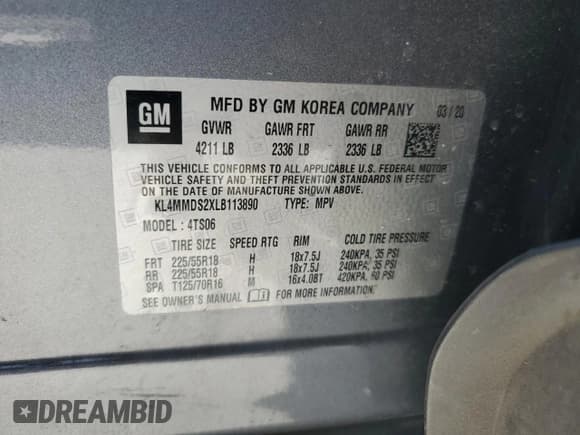 GM MFD BY GM KOREA COMPANY 03 / 20
GVWR GAWR FRT GAWR RR
4211 LB 2336 LB 2336 LB
THIS VEHICLE CONFORMS TO ALL APPLICABLE U.S. FEDERAL MOTOR
VEHICLE SAFETY AND THEFT PREVENTION STANDARDS IN EFFECT ON
THE DATE OF MANUFACTURE SHOWN ABOVE.
KL4MMDS2XLB113890 TYPE: MPV
MODEL : 4TS06
TIRE SIZE SPEED RTG RIM COLD TIRE PRESSURE
FRT 225/55R18 H 18x7.5J 240KPA, 35 PSI
RR 225/55R18 H 18x7.5J 240KPA, 35 PSI
SPA T125/70R16 M 16x4.0BT 420KPA, 60 PSI
SEE OWNER'S MANUAL FOR MORE INFORMATION.
DREAMBID